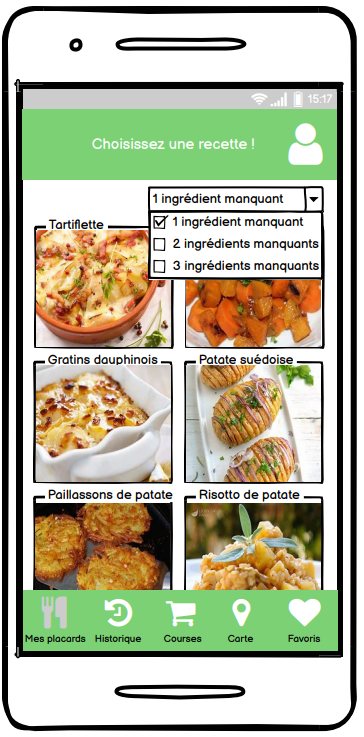 15:17
Choisissez une recette !
1 ingrédient manquant
1 ingrédient manquant
2 ingrédients manquants
3 ingrédients manquants
Tartiflette
Gratins dauphinois
Patate suédoise
Paillassons de patate
Risotto de patate
Mes placards
Historique
Courses
Carte
Favoris